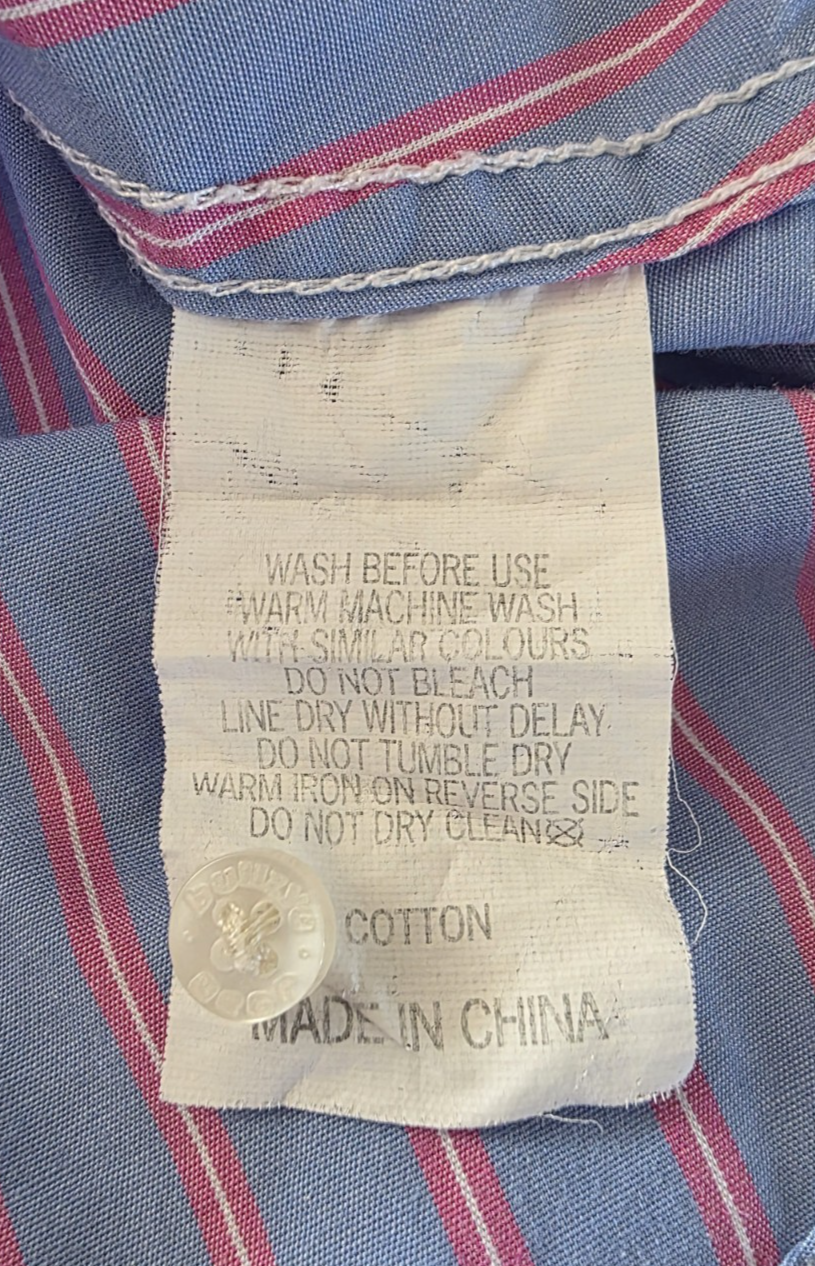 WASH BEFORE USE
WARM MACHINE WASH
WITH SIMILAR COLOURS
DO NOT BLEACH
LINE DRY WITHOUT DELAY
DO NOT TUMBLE DRY
WARM IRON ON REVERSE SIDE
DO NOT DRY CLEAN
COTTON
MADE IN CHINA